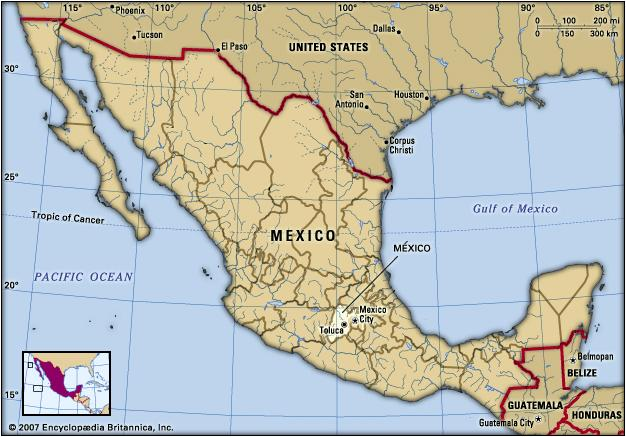 115°
110°
105°
100°
95°
90°
85°
Phoenix
Tucson
El Paso
Dallas
UNITED STATES
0 100 200 mi
0 150 300 km
30°
San
Antonio
Houston
Corpus
Christi
25°
Tropic of Cancer
Gulf of Mexico
MEXICO
MÉXICO
PACIFIC OCEAN
20°
Mexico
City
Toluca
Belmopan
BELIZE
15°
GUATEMALA
HONDURAS
Guatemala City
© 2007 Encyclopædia Britannica, Inc.